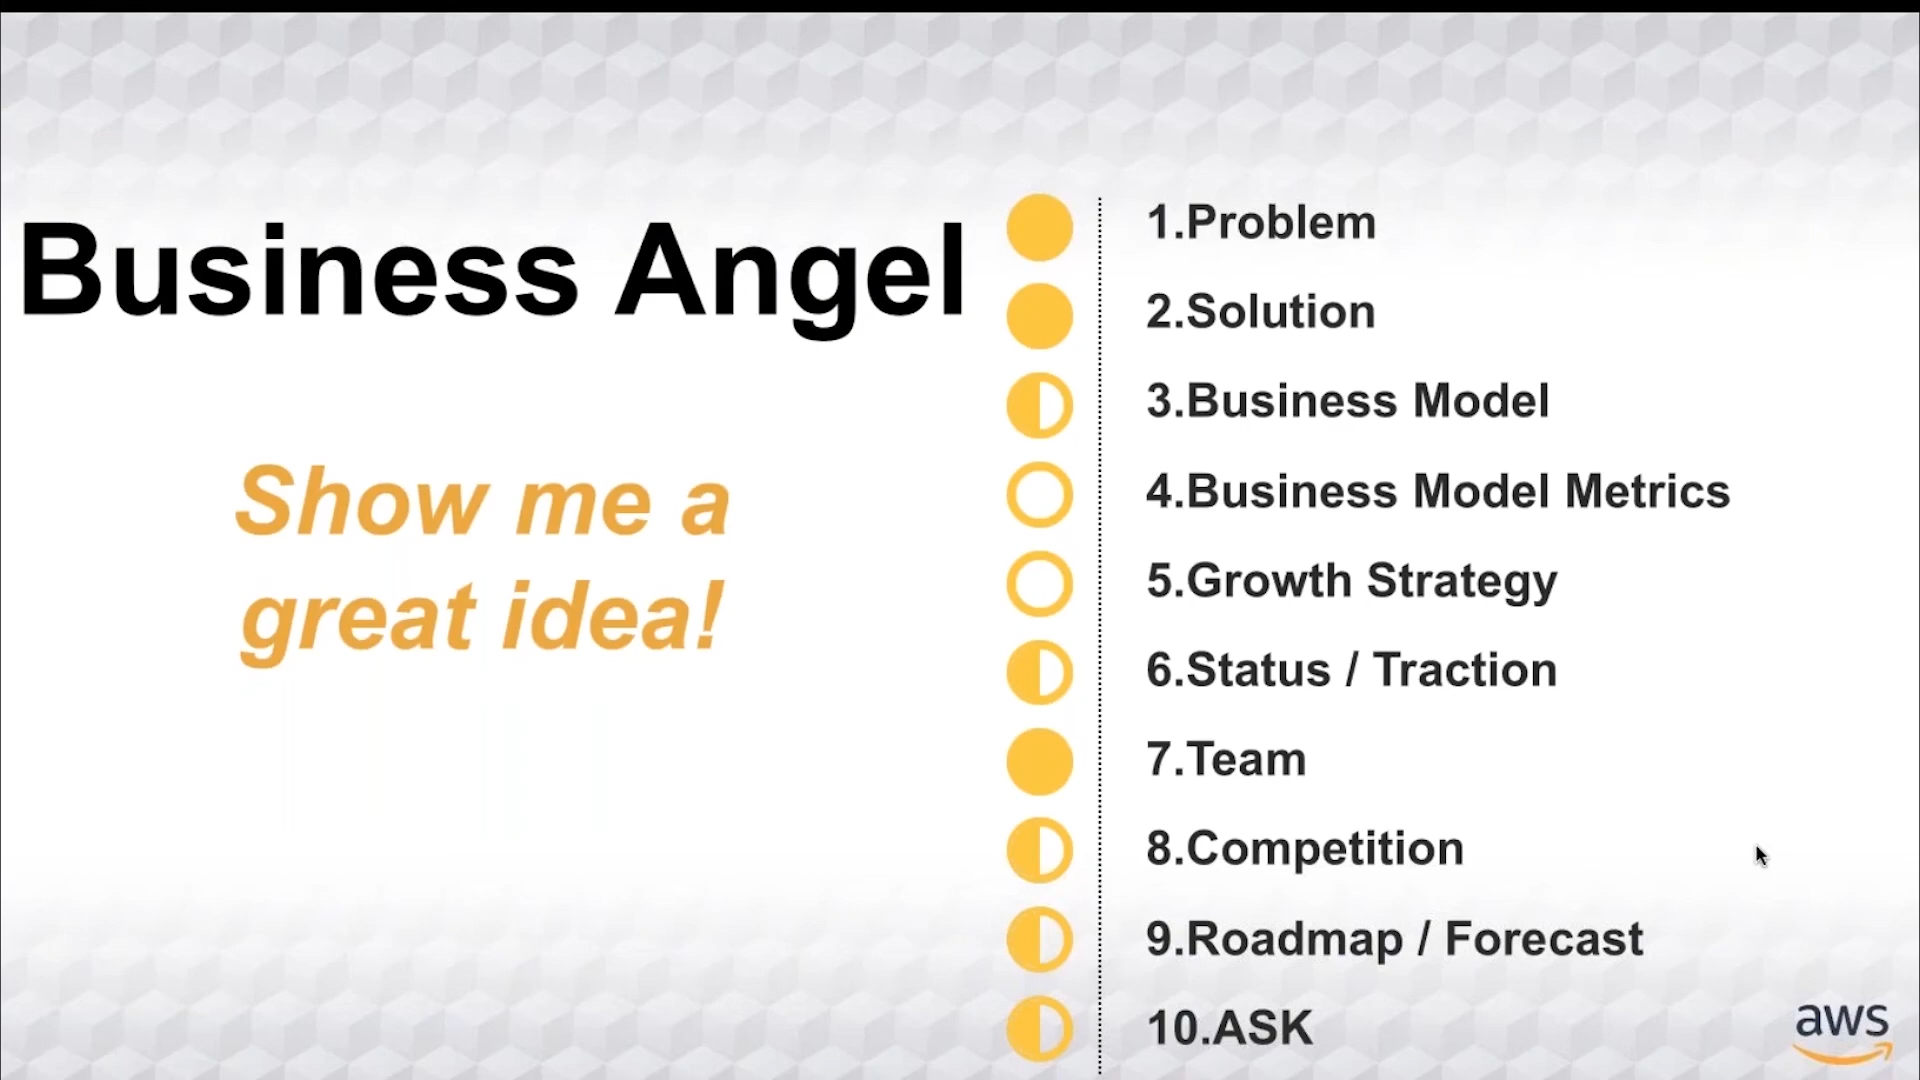 Business Angel
Show me a
great idea!
1.Problem
2.Solution
3.Business Model
4.Business Model Metrics
5.Growth Strategy
6.Status / Traction
7.Team
8.Competition
9.Roadmap / Forecast
10.ASK
aws